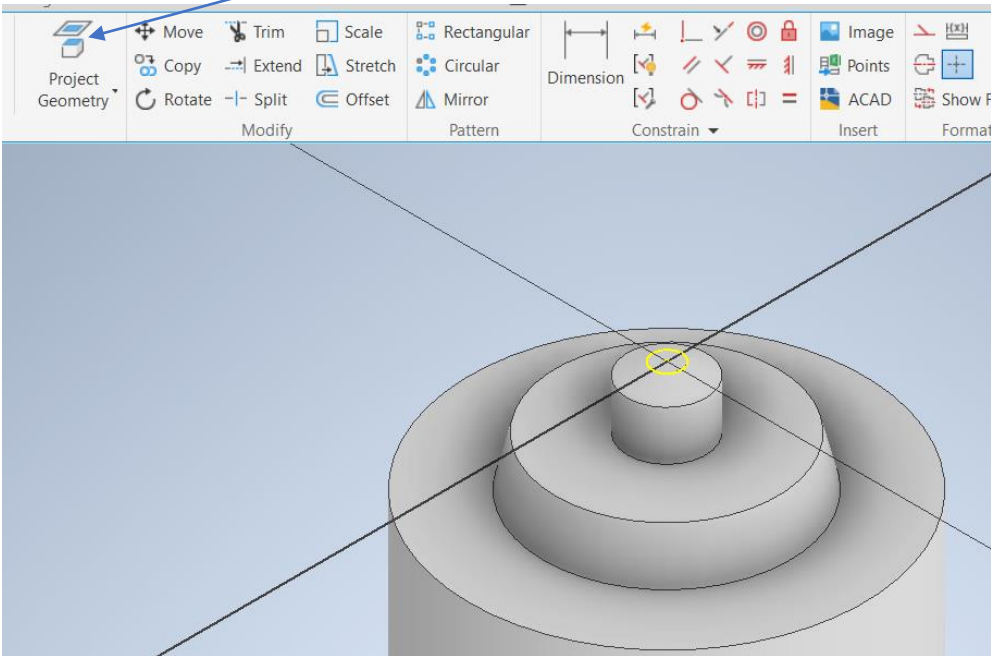 Project
Geometry
Move Trim Scale
Copy Extend Stretch
Rotate Split Offset
Modify
Rectangular
Circular
Mirror
Pattern
Dimension
Constrain
Image
Points
ACAD
Insert
Show
Format